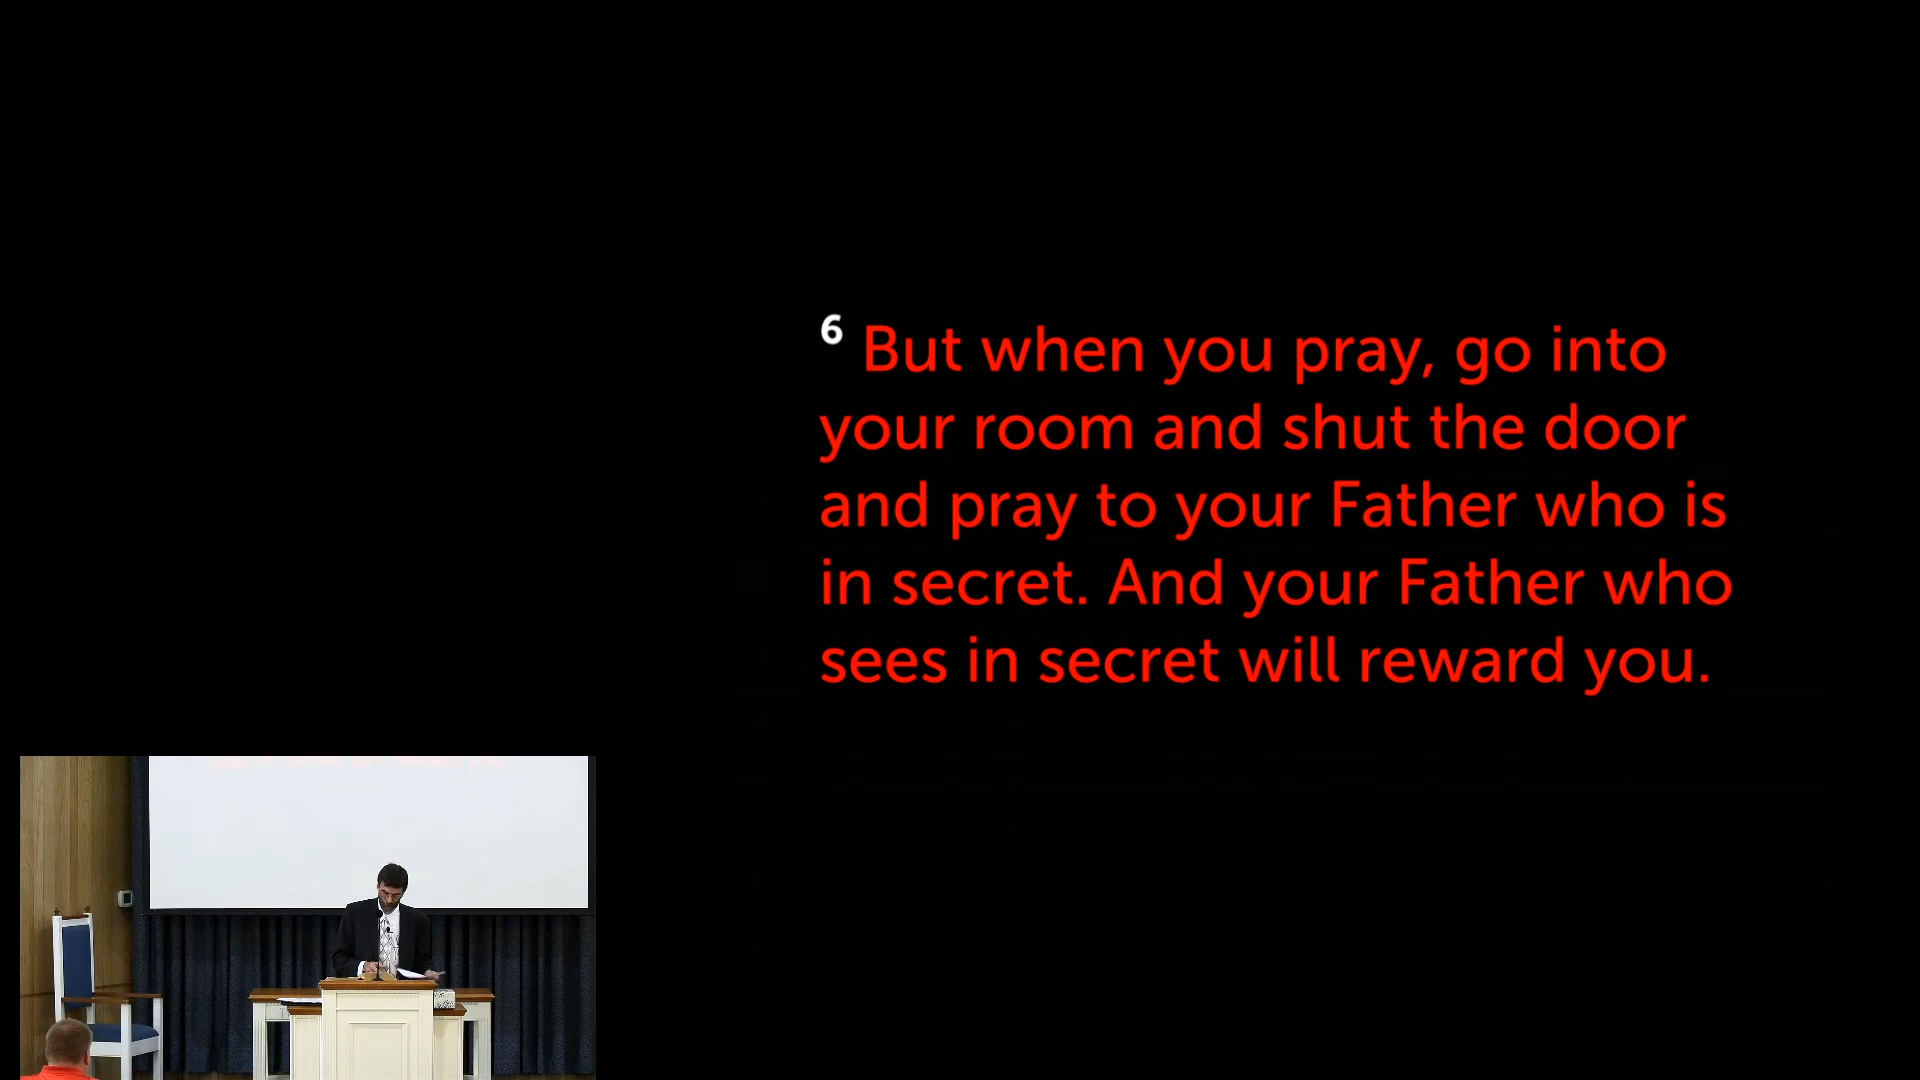 6 But when you pray, go into
your room and shut the door
and pray to your Father who is
in secret. And your Father who
sees in secret will reward you.